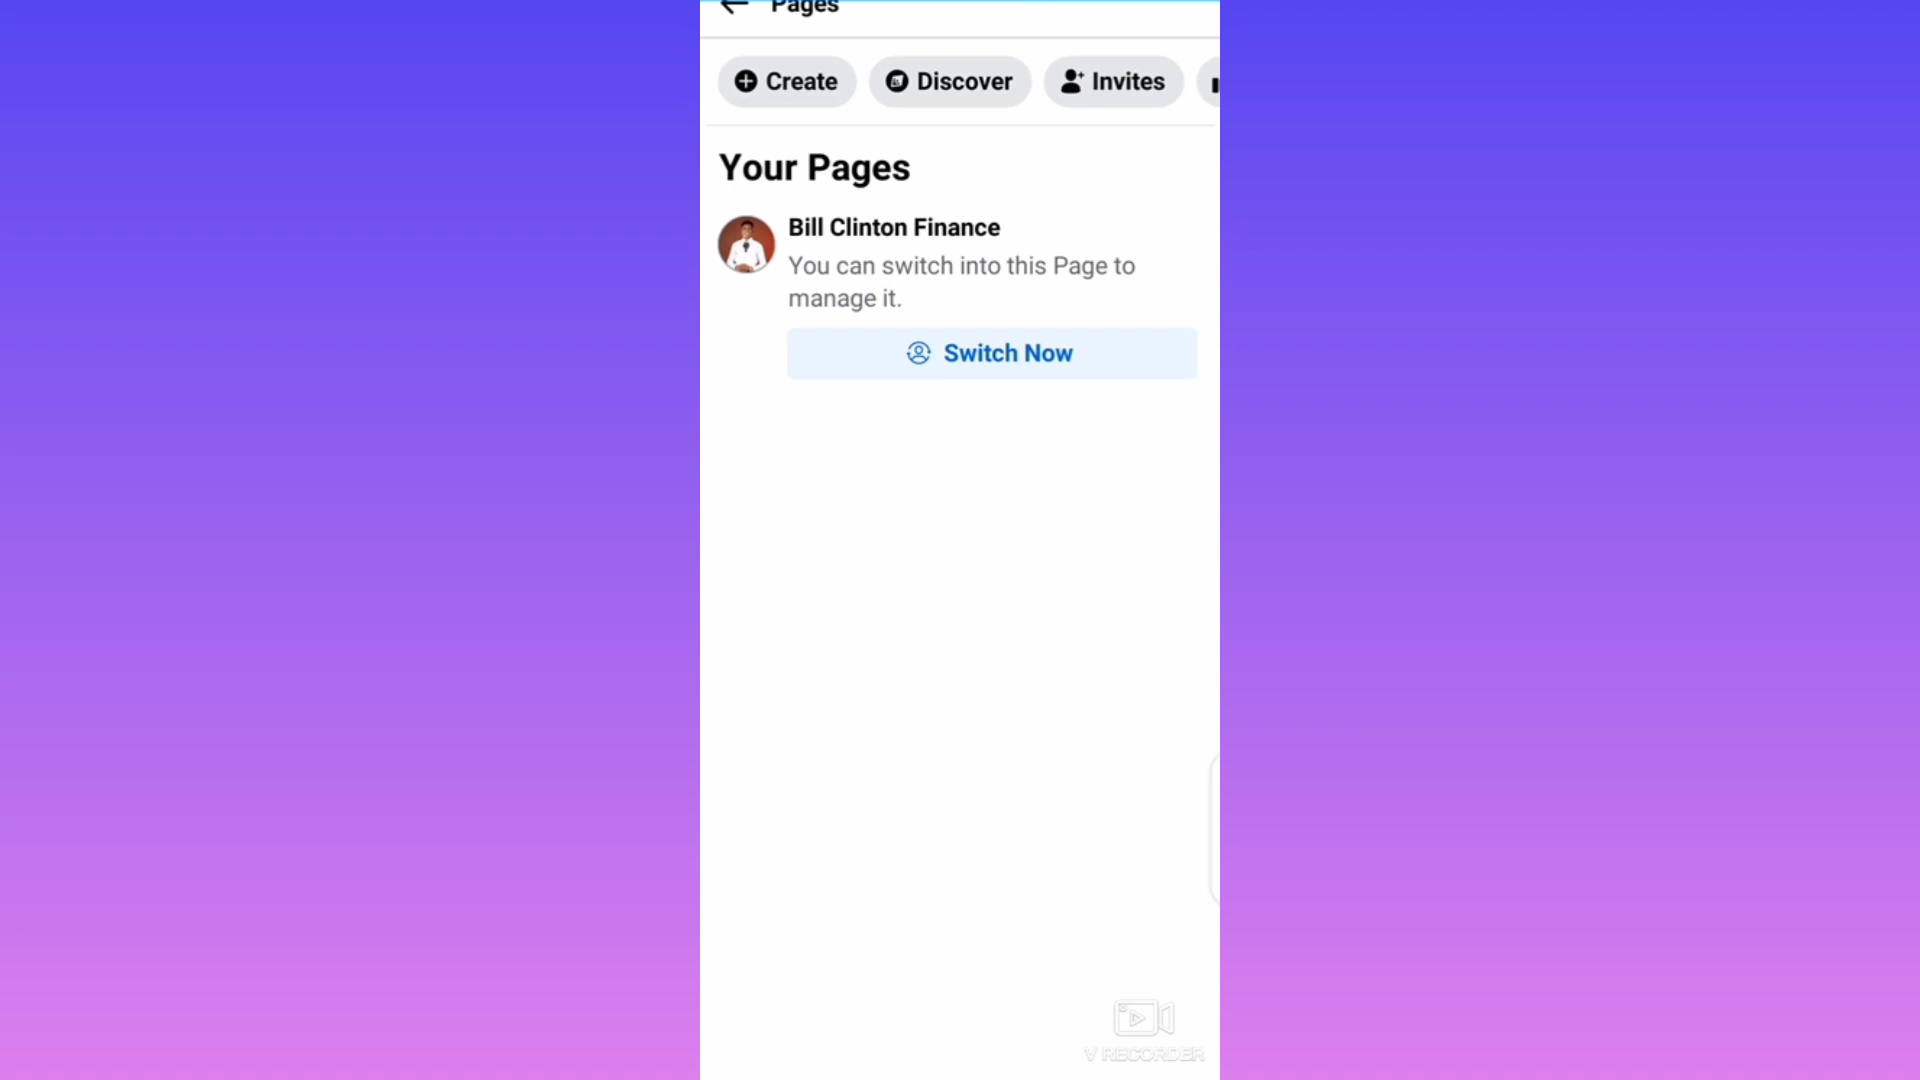 Pages
Create Discover Invites
Your Pages
Bill Clinton Finance
You can switch into this Page to
manage it.
Switch Now
V RECORDER